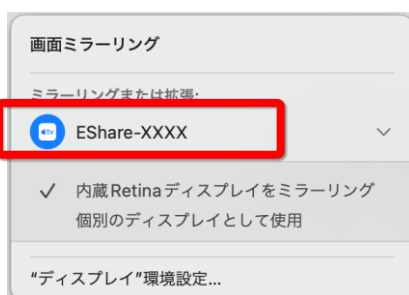 画面ミラーリング
ミラーリングまたは拡張:
tv
EShare-XXXX
内蔵Retinaディスプレイをミラーリング
個別のディスプレイとして使用
“ディスプレイ”環境設定...